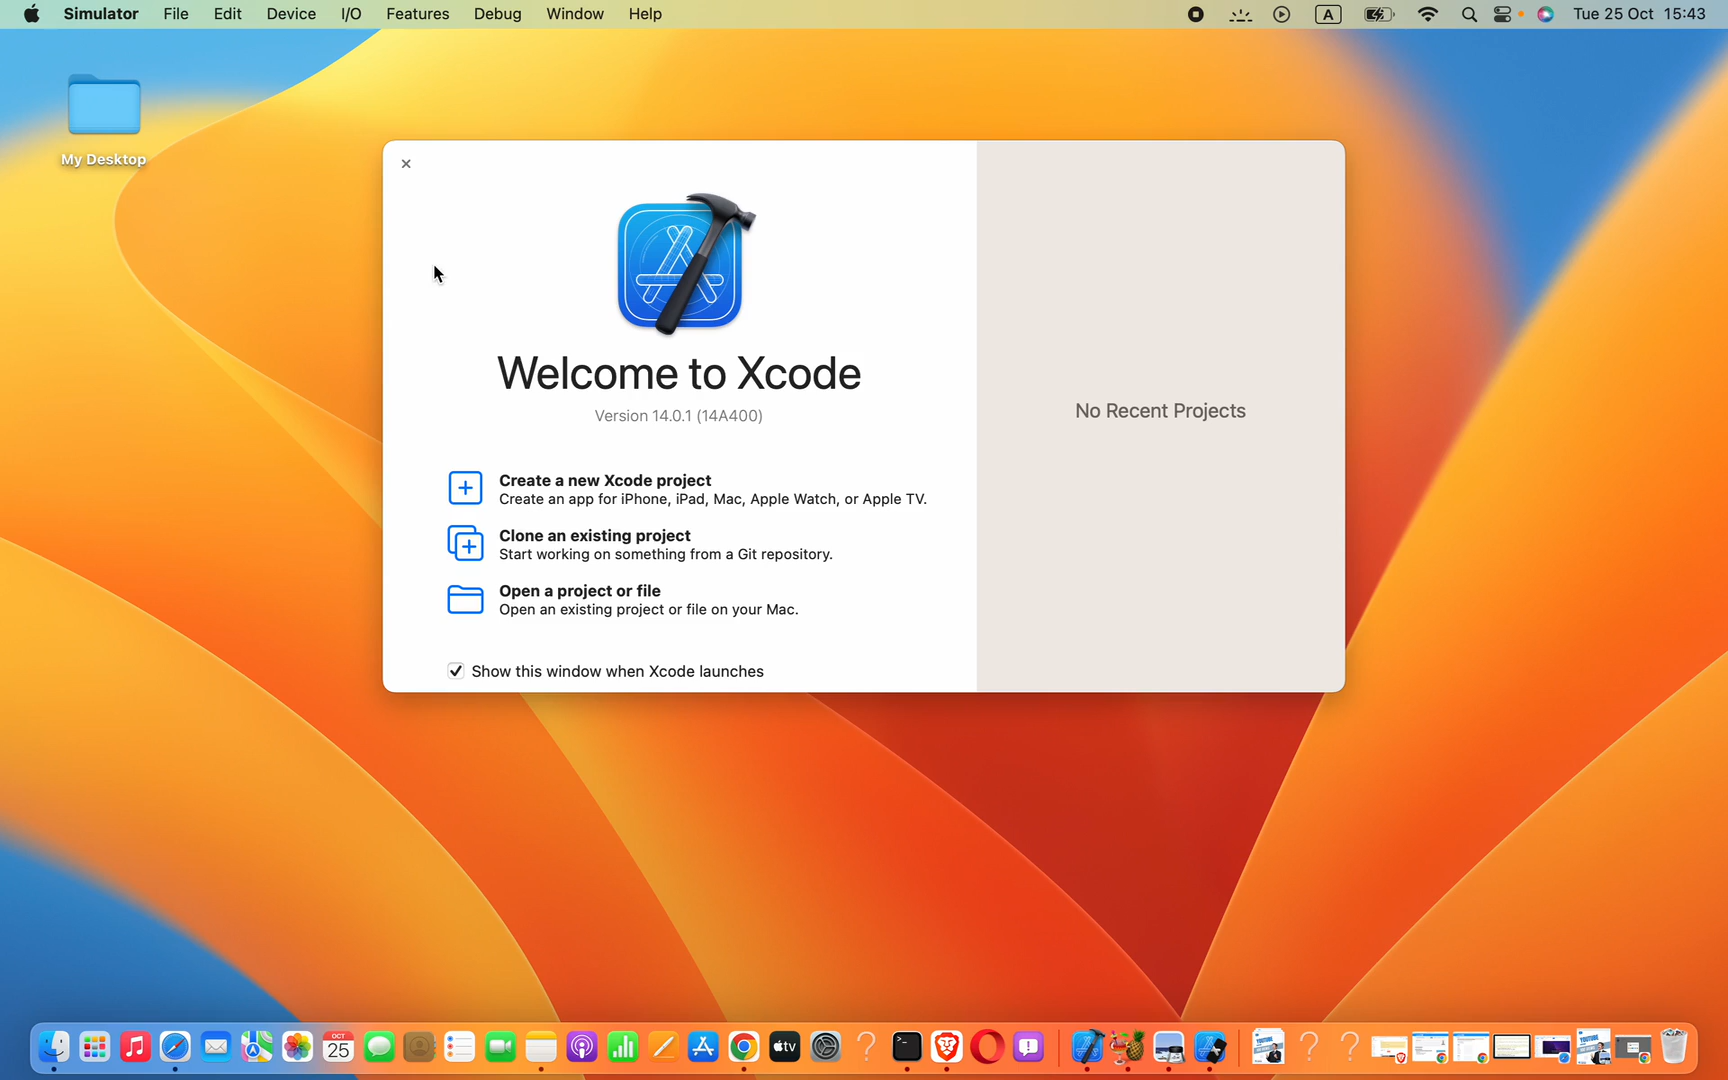 Simulator File Edit Device I/O Features Debug Window Help A Tue 25 Oct 15:43
My Desktop
Welcome to Xcode
Version 14.0.1 (14A400)
No Recent Projects
Create a new Xcode project
Create an app for iPhone, iPad, Mac, Apple Watch, or Apple TV.
Clone an existing project
Start working on something from a Git repository.
Open a project or file
Open an existing project or file on your Mac.
Show this window when Xcode launches
OCT
25
tv